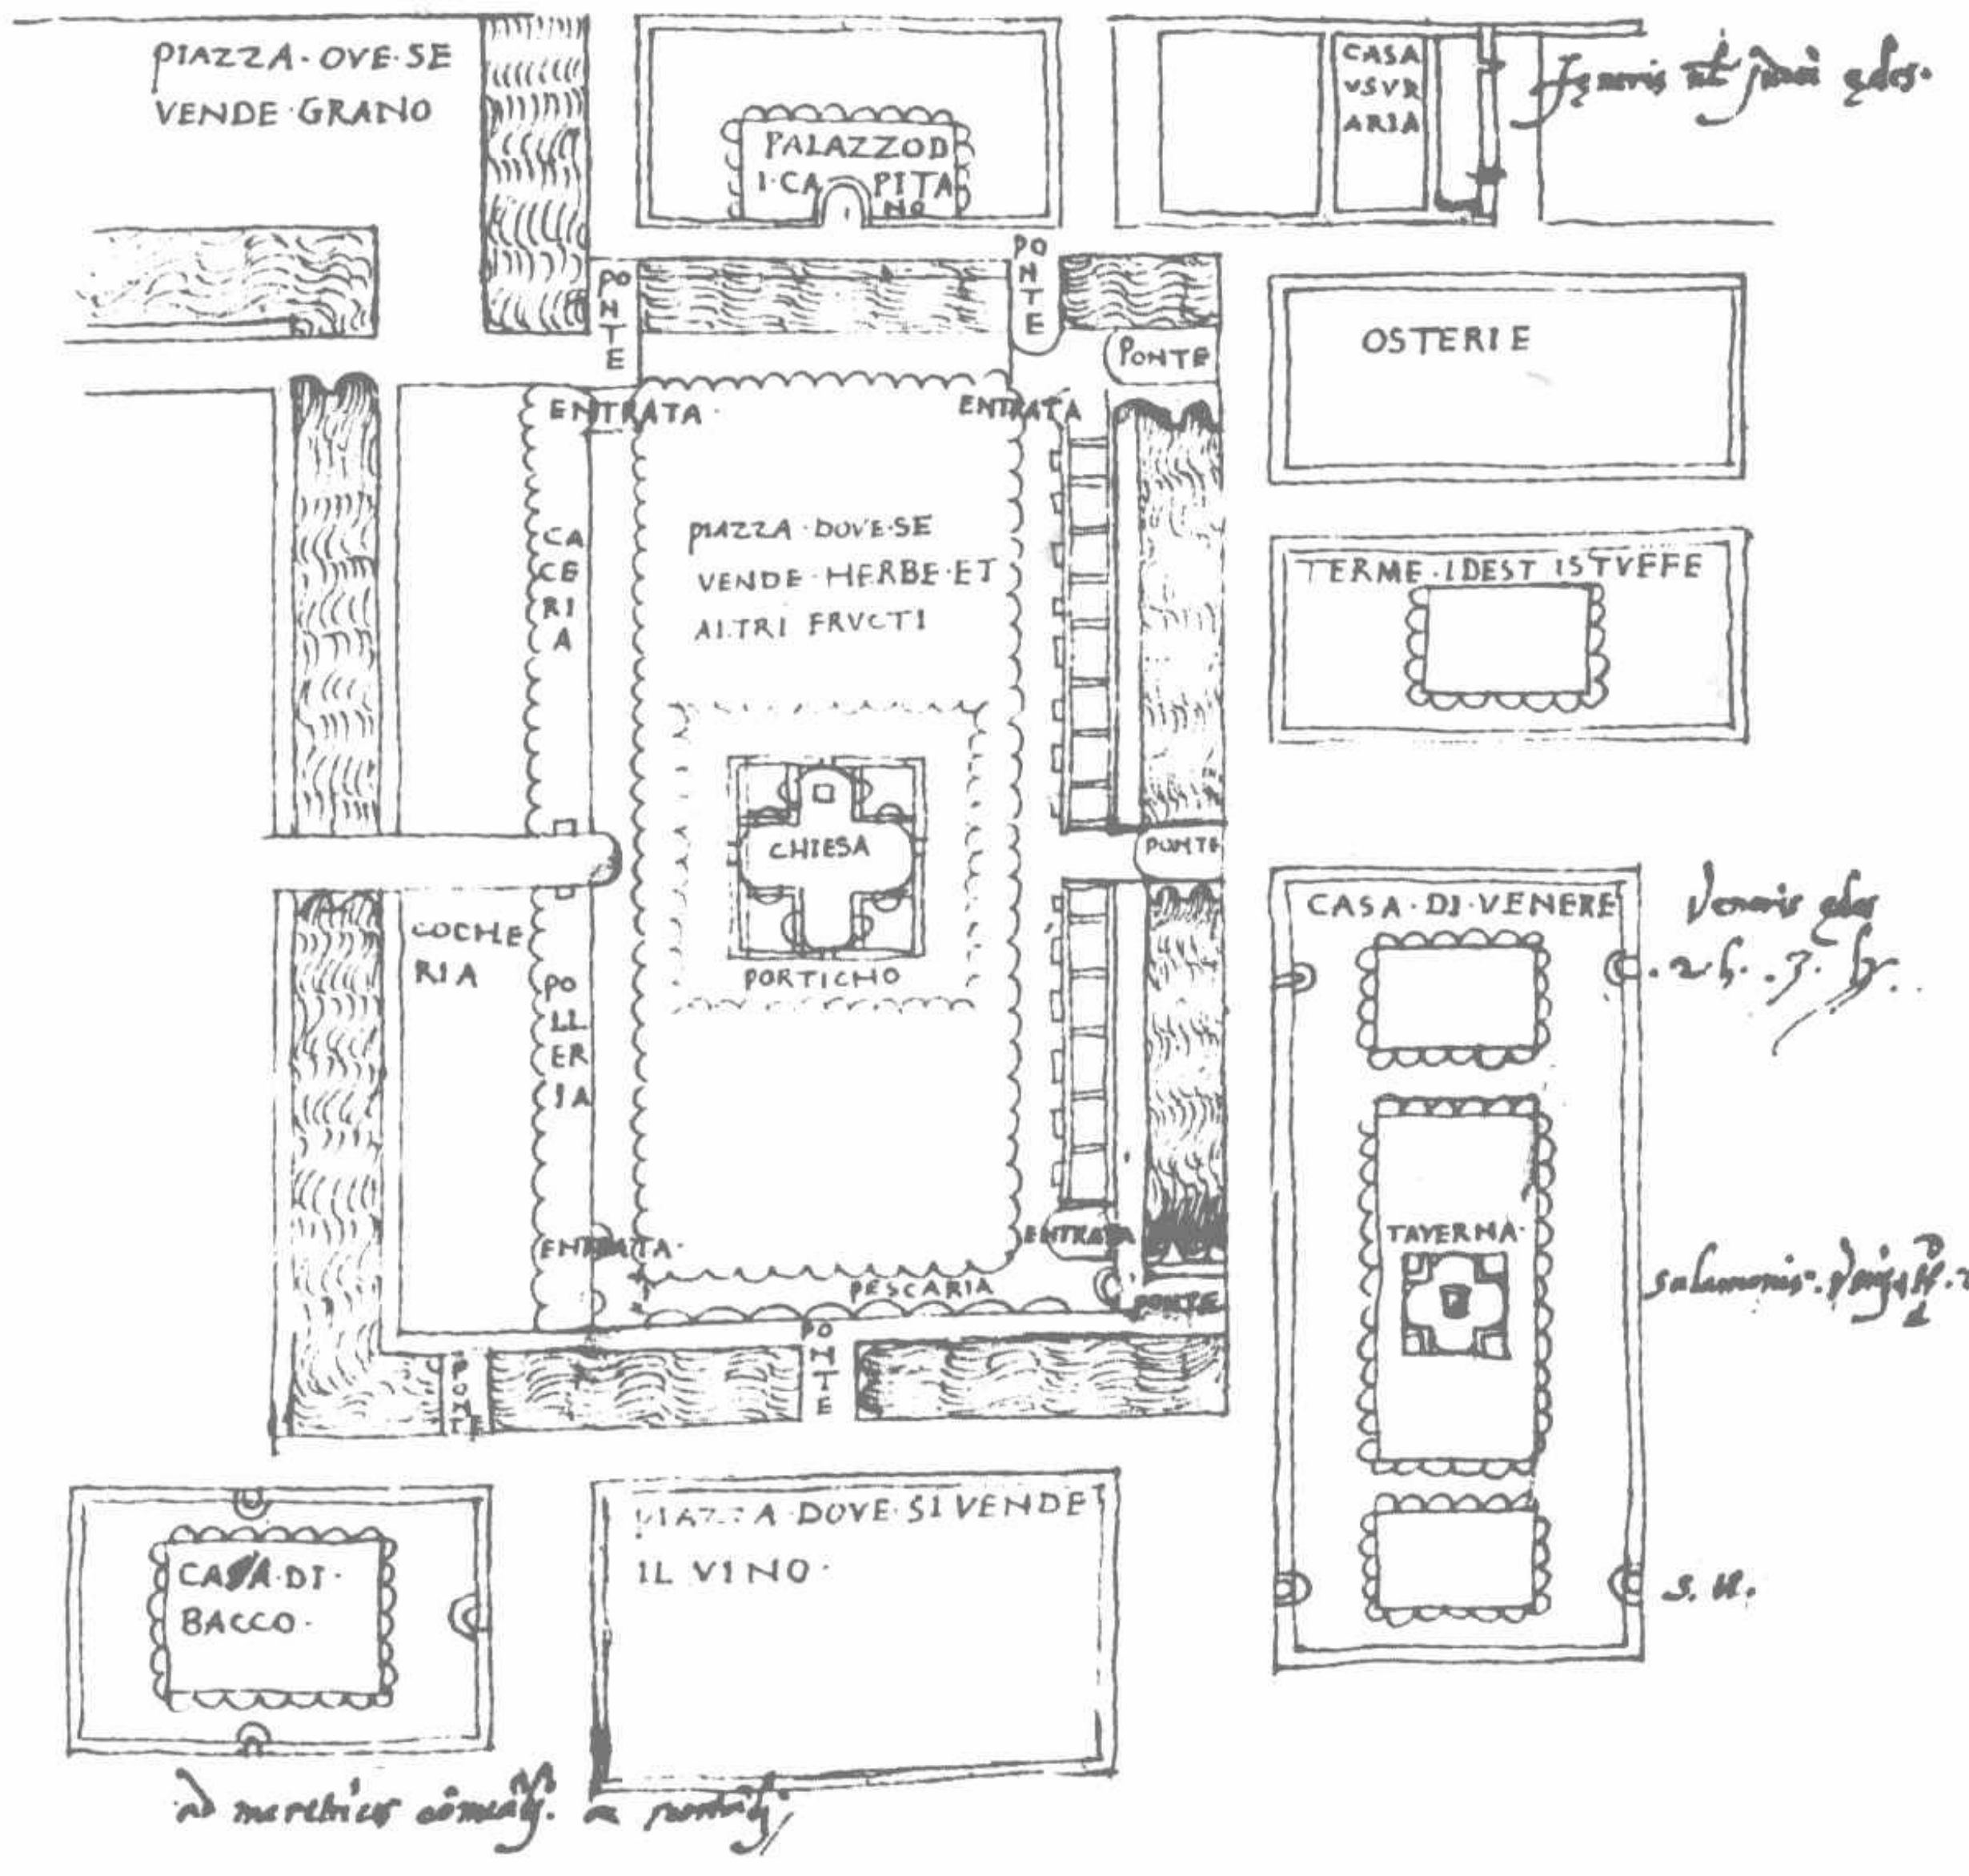 PIAZZA · OVE · SE
VENDE · GRANO
PALAZZO D
I · CA PITA
NO
CASA
VSVR
ARIA
PONTE
PONTE
PONTE
OSTERIE
ENTRATA ·
ENTRATA
CA
CE
RI
A
PIAZZA · DOVE · SE
VENDE · HERBE · ET
ALTRI FRVCTI
TERME · IDEST ISTVFFE
CHIESA
PONTE
PORTICHO
COCHE
RIA
PO
LL
ER
IA
CASA · DI · VENERE
Veneris
TAVERNA ·
ENTRATA ·
ENTRATA
PESCARIA
PONTE
PONTE
PONTE
s. u.
CASA · DI ·
BACCO ·
PIAZZA · DOVE · SI VENDE
IL VINO ·
ad meretrices